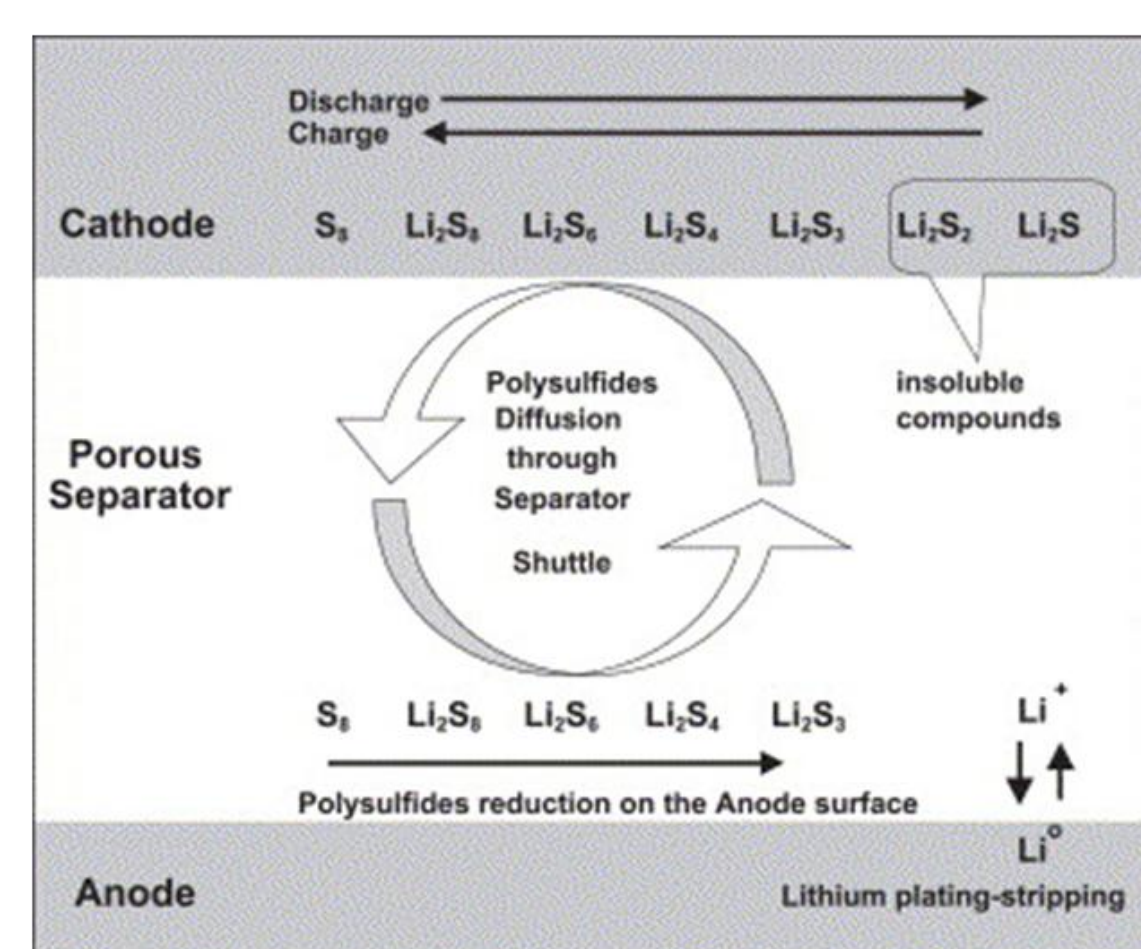 Discharge
Charge
Cathode S₈ Li₂S₈ Li₂S₆ Li₂S₄ Li₂S₃ Li₂S₂ Li₂S
Polysulfides
Diffusion
through
Separator
Shuttle
insoluble
compounds
Porous
Separator
S₈ Li₂S₈ Li₂S₆ Li₂S₄ Li₂S₃
Polysulfides reduction on the Anode surface
Li⁺
Li⁰
Anode
Lithium plating-stripping